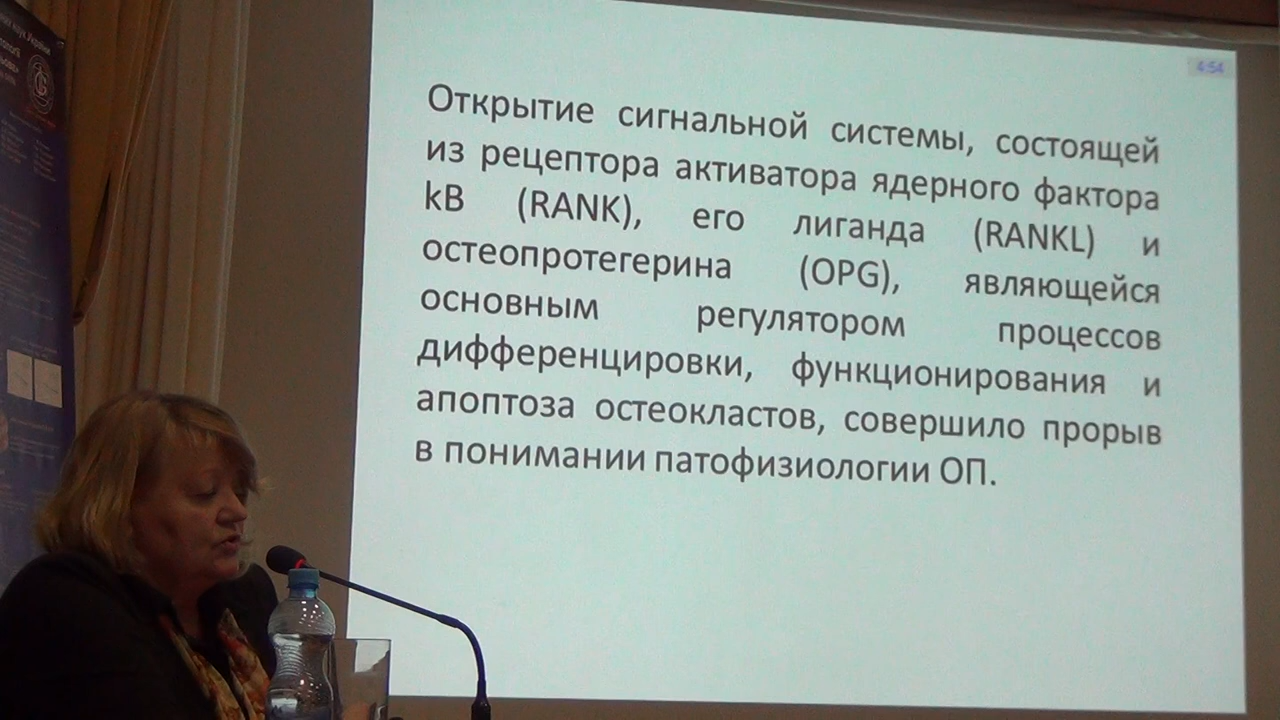 4:54
Открытие сигнальной системы, состоящей
из рецептора активатора ядерного фактора
kB (RANK), его лиганда (RANKL) и
остеопротегерина (OPG), являющейся
основным регулятором процессов
дифференцировки, функционирования и
апоптоза остеокластов, совершило прорыв
в понимании патофизиологии ОП.